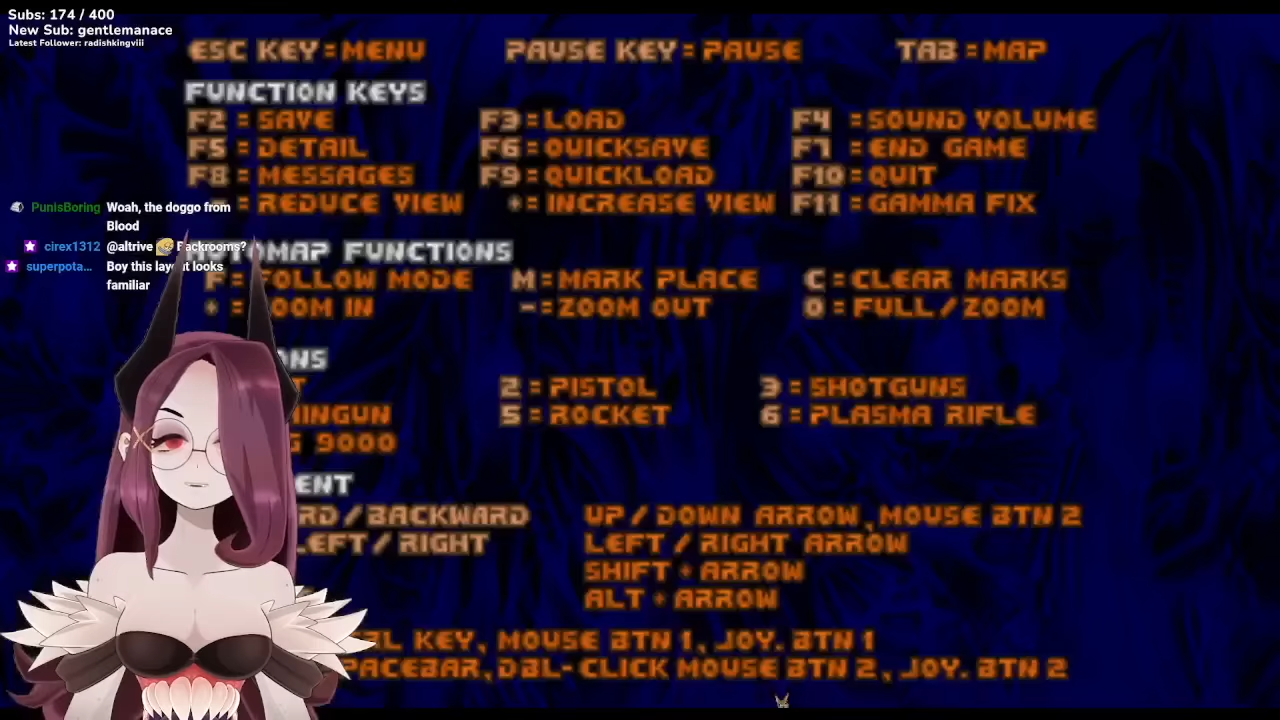 Subs: 174 / 400
New Sub: gentlemanace
Latest Follower: radishkingviii
ESC KEY = MENU PAUSE KEY = PAUSE TAB = MAP
FUNCTION KEYS
F2 = SAVE F3 = LOAD F4 = SOUND VOLUME
F5 = DETAIL F6 = QUICKSAVE F7 = END GAME
F8 = MESSAGES F9 = QUICKLOAD F10 = QUIT
= REDUCE VIEW + = INCREASE VIEW F11 = GAMMA FIX
PunisBoring Woah, the doggo from
Blood
cirex1312 @altrive Backrooms?
superpota... Boy this layout looks
familiar
UTOMAP FUNCTIONS
F = FOLLOW MODE M = MARK PLACE C = CLEAR MARKS
+ = ZOOM IN - = ZOOM OUT 0 = FULL/ZOOM
ONS
T 2 = PISTOL 3 = SHOTGUNS
INGUN 5 = ROCKET 6 = PLASMA RIFLE
G 9000
ENT
RD/BACKWARD UP / DOWN ARROW, MOUSE BTN 2
LEFT / RIGHT LEFT / RIGHT ARROW
SHIFT + ARROW
ALT + ARROW
KEY, MOUSE BTN 1, JOY. BTN 1
PACEBAR, DBL-CLICK MOUSE BTN 2, JOY. BTN 2